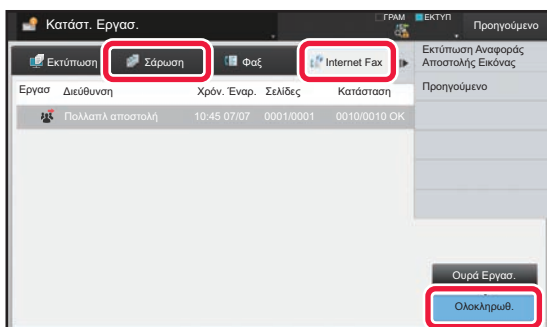 Κατάστ. Εργασ.
ΓΡΑΜ
ΕΚΤΥΠ
Προηγούμενο
Εκτύπωση
Σάρωση
Φαξ
Internet Fax
Εκτύπωση Αναφοράς
Αποστολής Εικόνας
Προηγούμενο
Εργασ Διεύθυνση Χρόν. Έναρ. Σελίδες Κατάσταση
Πολλαπλ αποστολή 10:45 07/07 0001/0001 0010/0010 OK
Ουρά Εργασ.
Ολοκληρωθ.